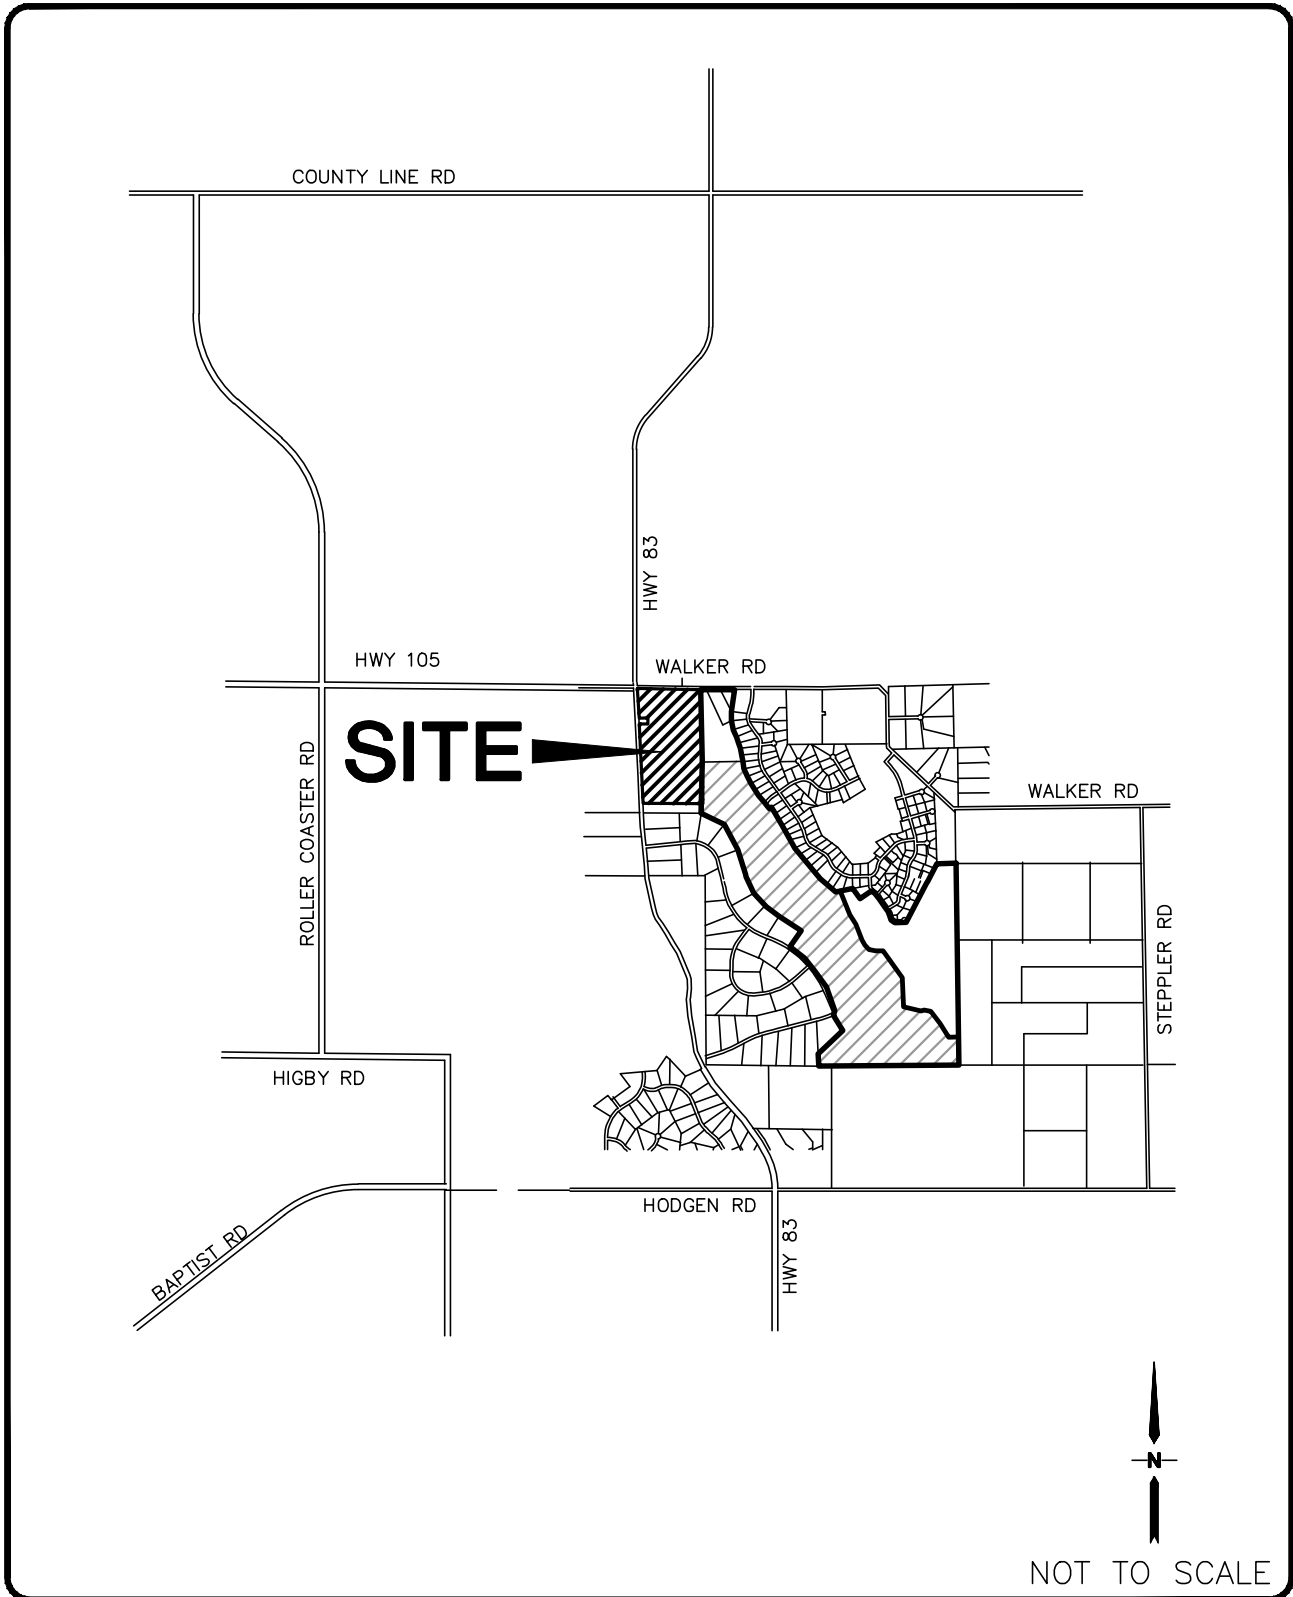 COUNTY LINE RD
HWY 83
HWY 105
WALKER RD
SITE
ROLLER COASTER RD
WALKER RD
STEPPLER RD
HIGBY RD
HODGEN RD
HWY 83
BAPTIST RD
N
NOT TO SCALE